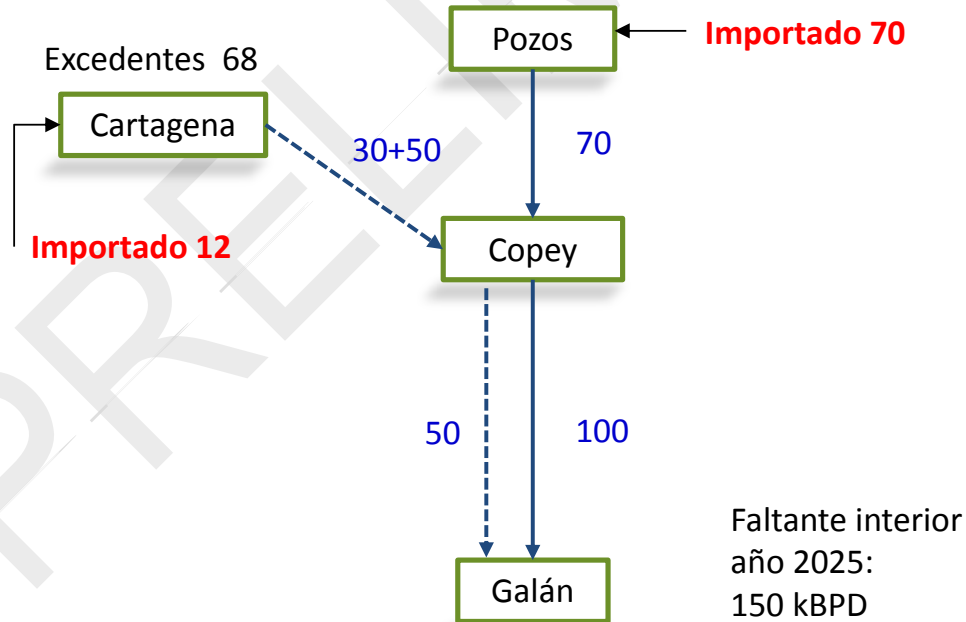 Pozos
Importado 70
Excedentes 68
Cartagena
30+50
70
Importado 12
Copey
50
100
Galán
Faltante interior
año 2025:
150 kBPD
PRELI